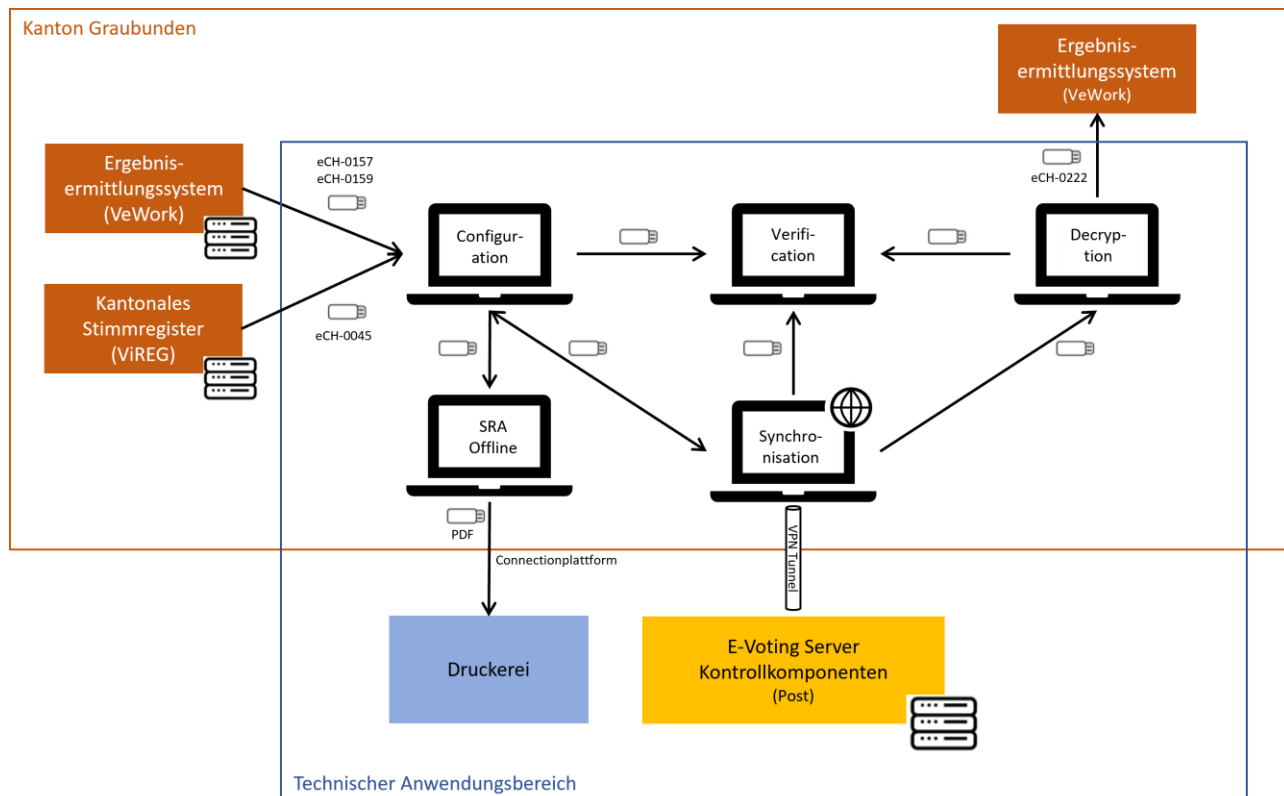 Kanton Graubunden
Ergebnis-
ermittlungssystem
(VeWork)
eCH-0157
eCH-0159
eCH-0222
Ergebnis-
ermittlungssystem
(VeWork)
Configur-
ation
Verifi-
cation
Decryp-
tion
Kantonales
Stimmregister
(ViREG)
eCH-0045
SRA
Offline
Synchro-
nisation
PDF
Connectionplattform
VPN Tunnel
Druckerei
E-Voting Server
Kontrollkomponenten
(Post)
Technischer Anwendungsbereich